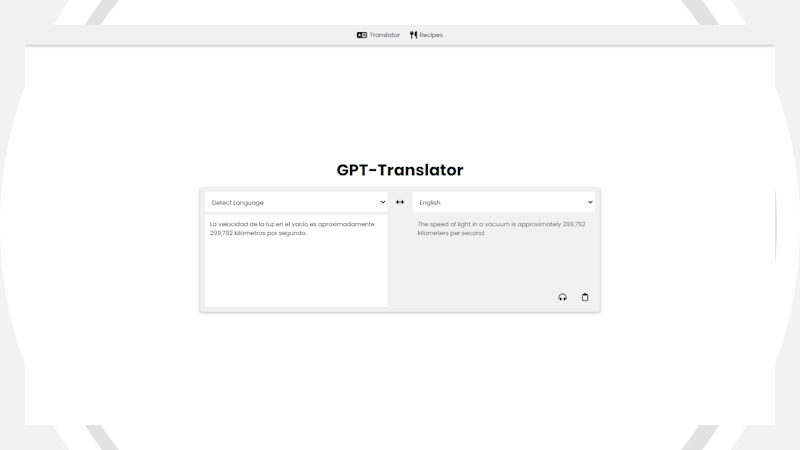 Translator Recipes
GPT-Translator
Detect Language English
La velocidad de la luz en el vacío es aproximadamente
299,792 kilómetros por segundo.
The speed of light in a vacuum is approximately 299,792
kilometers per second.